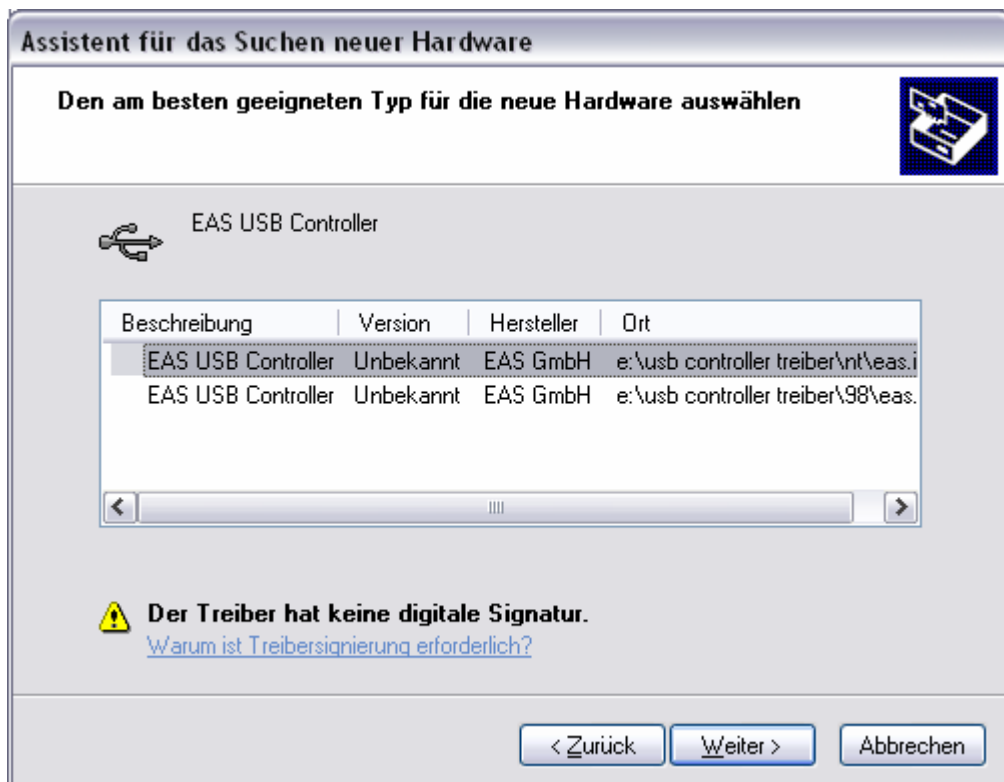 Assistent für das Suchen neuer Hardware
Den am besten geeigneten Typ für die neue Hardware auswählen
EAS USB Controller
Beschreibung Version Hersteller Ort
EAS USB Controller Unbekannt EAS GmbH e:\usb controller treiber\nt\eas.i
EAS USB Controller Unbekannt EAS GmbH e:\usb controller treiber\98\eas.
Der Treiber hat keine digitale Signatur.
Warum ist Treibersignierung erforderlich?
< Zurück Weiter > Abbrechen